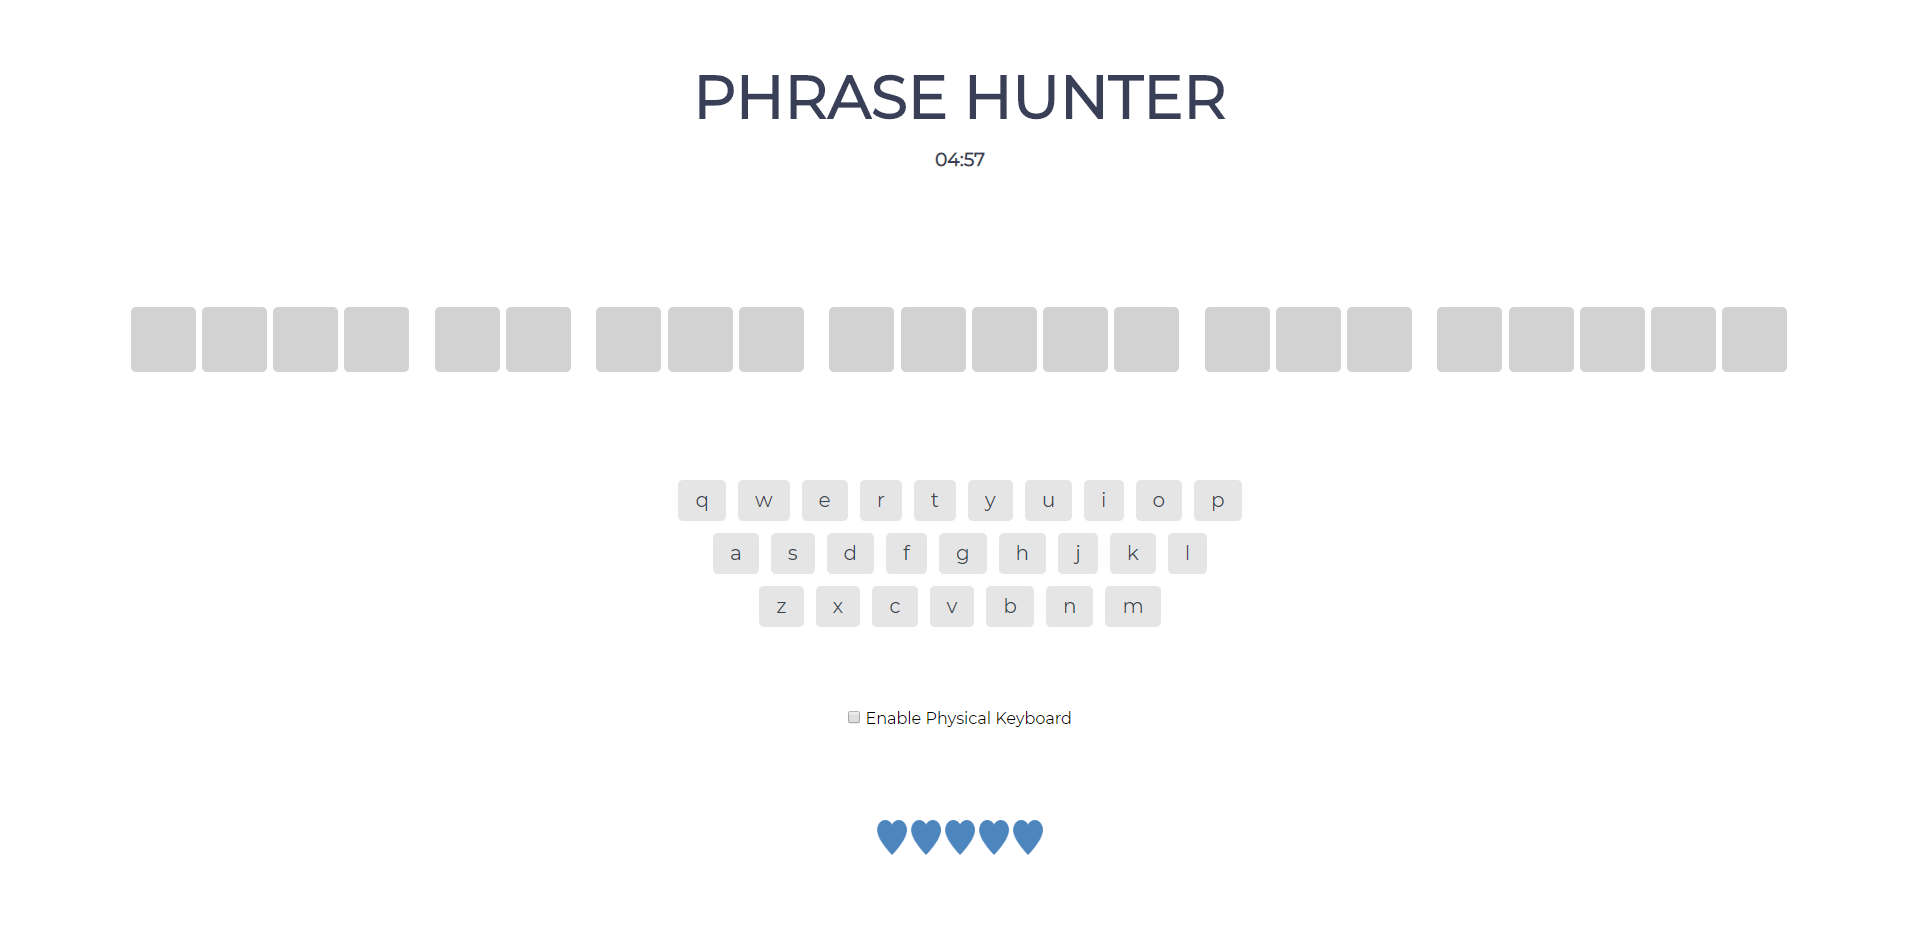 PHRASE HUNTER
04:57
q w e r t y u i o p
a s d f g h j k l
z x c v b n m
Enable Physical Keyboard